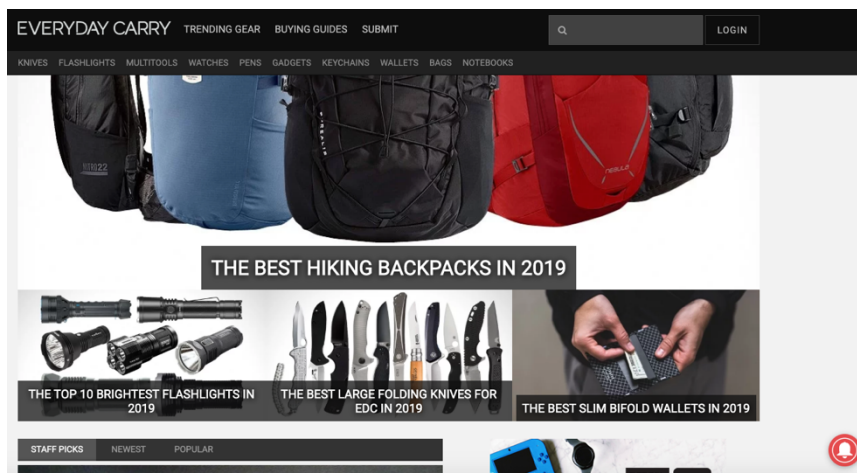 EVERYDAY CARRY TRENDING GEAR BUYING GUIDES SUBMIT LOGIN
KNIVES FLASHLIGHTS MULTITOOLS WATCHES PENS GADGETS KEYCHAINS WALLETS BAGS NOTEBOOKS
NITRO22
NEBULA
THE BEST HIKING BACKPACKS IN 2019
THE TOP 10 BRIGHTEST FLASHLIGHTS IN
2019
THE BEST LARGE FOLDING KNIVES FOR
EDC IN 2019
THE BEST SLIM BIFOLD WALLETS IN 2019
STAFF PICKS NEWEST POPULAR